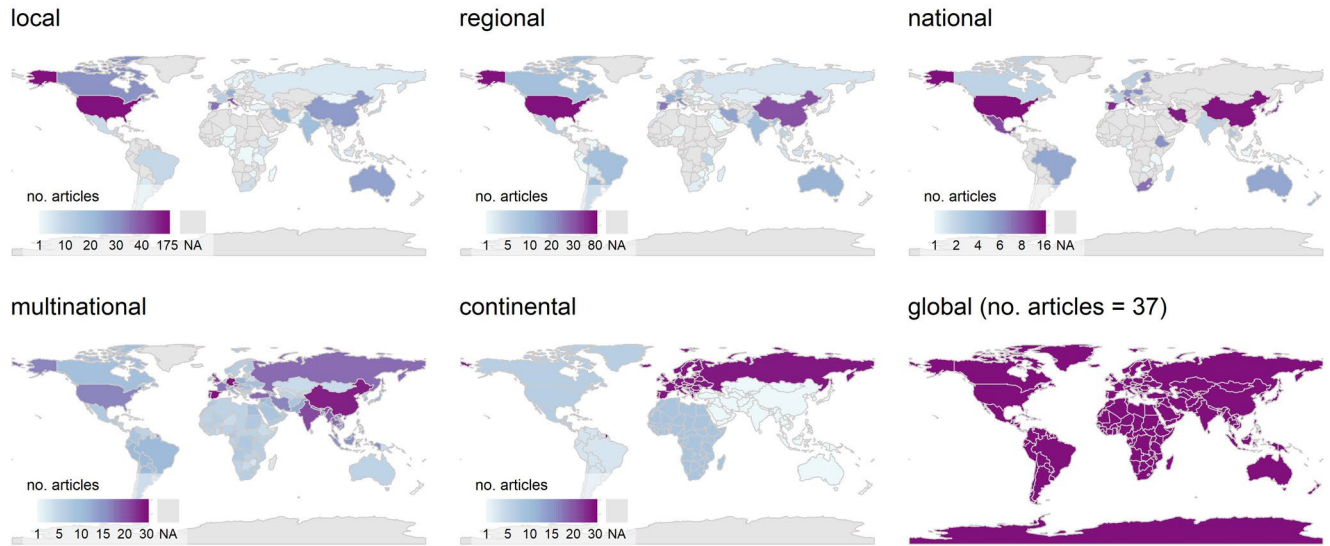 local
regional
national
no. articles
1 10 20 30 40 175 NA
no. articles
1 5 10 20 30 80 NA
no. articles
1 2 4 6 8 16 NA
multinational
continental
global (no. articles = 37)
no. articles
1 5 10 15 20 30 NA
no. articles
1 5 10 15 20 30 NA